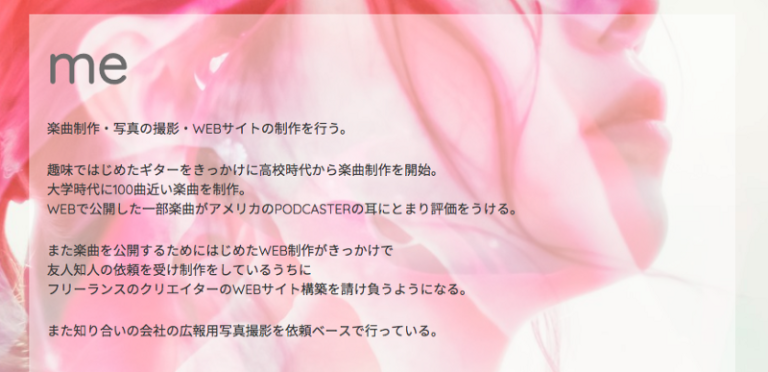 me
楽曲制作・写真の撮影・WEBサイトの制作を行う。
趣味ではじめたギターをきっかけに高校時代から楽曲制作を開始。
大学時代に100曲近い楽曲を制作。
WEBで公開した一部楽曲がアメリカのPODCASTERの耳にとまり評価をうける。
また楽曲を公開するためにはじめたWEB制作がきっかけで
友人知人の依頼を受け制作をしているうちに
フリーランスのクリエイターのWEBサイト構築を請け負うようになる。
また知り合いの会社の広報用写真撮影を依頼ベースで行っている。